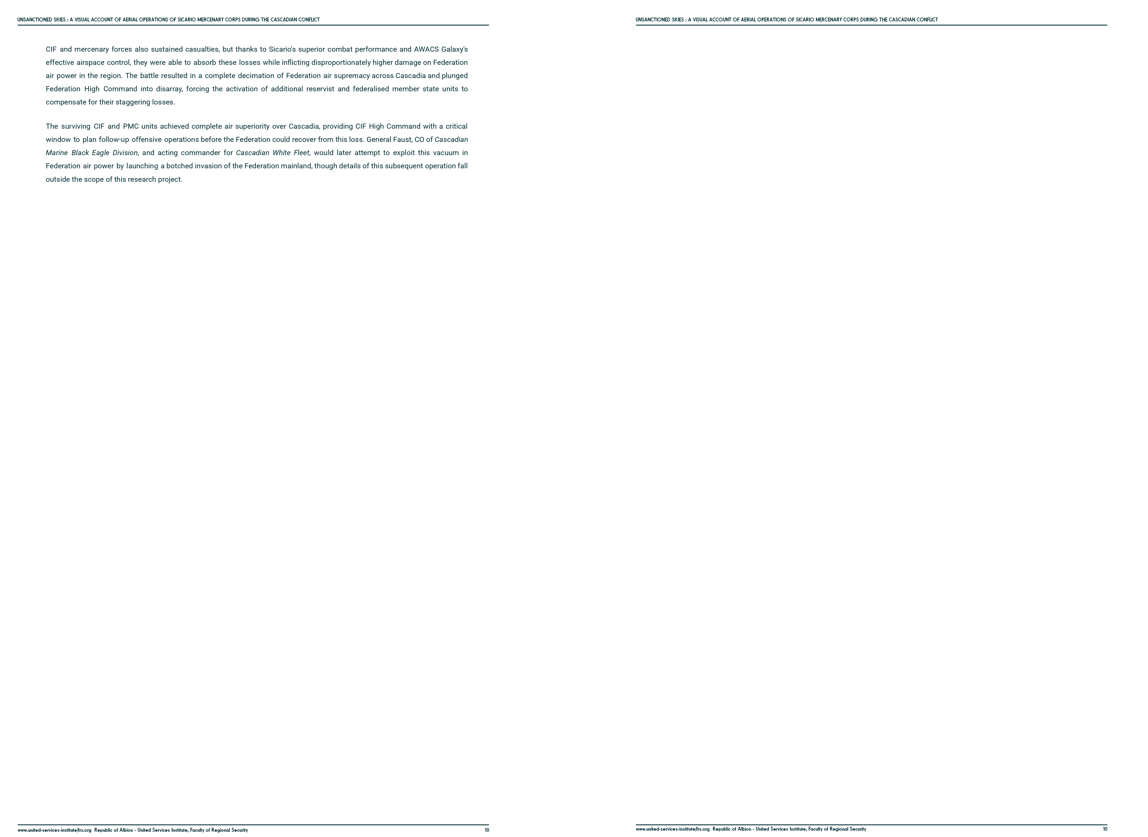 UNSANCTIONED SKIES : A VISUAL ACCOUNT OF AERIAL OPERATIONS OF SICARIO MERCENARY CORPS DURING THE CASCADIAN CONFLICT
CIF and mercenary forces also sustained casualties, but thanks to Sicario's superior combat performance and AWACS Galaxy's
effective airspace control, they were able to absorb these losses while inflicting disproportionately higher damage on Federation
air power in the region. The battle resulted in a complete decimation of Federation air supremacy across Cascadia and plunged
Federation High Command into disarray, forcing the activation of additional reservist and federalised member state units to
compensate for their staggering losses.
The surviving CIF and PMC units achieved complete air superiority over Cascadia, providing CIF High Command with a critical
window to plan follow-up offensive operations before the Federation could recover from this loss. General Faust, CO of Cascadian
Marine Black Eagle Division, and acting commander for Cascadian White Fleet, would later attempt to exploit this vacuum in
Federation air power by launching a botched invasion of the Federation mainland, though details of this subsequent operation fall
outside the scope of this research project.
www.united-services-institute/frs.org Republic of Albion - United Services Institute, Faculty of Regional Security
10
UNSANCTIONED SKIES : A VISUAL ACCOUNT OF AERIAL OPERATIONS OF SICARIO MERCENARY CORPS DURING THE CASCADIAN CONFLICT
www.united-services-institute/frs.org Republic of Albion - United Services Institute, Faculty of Regional Security
10